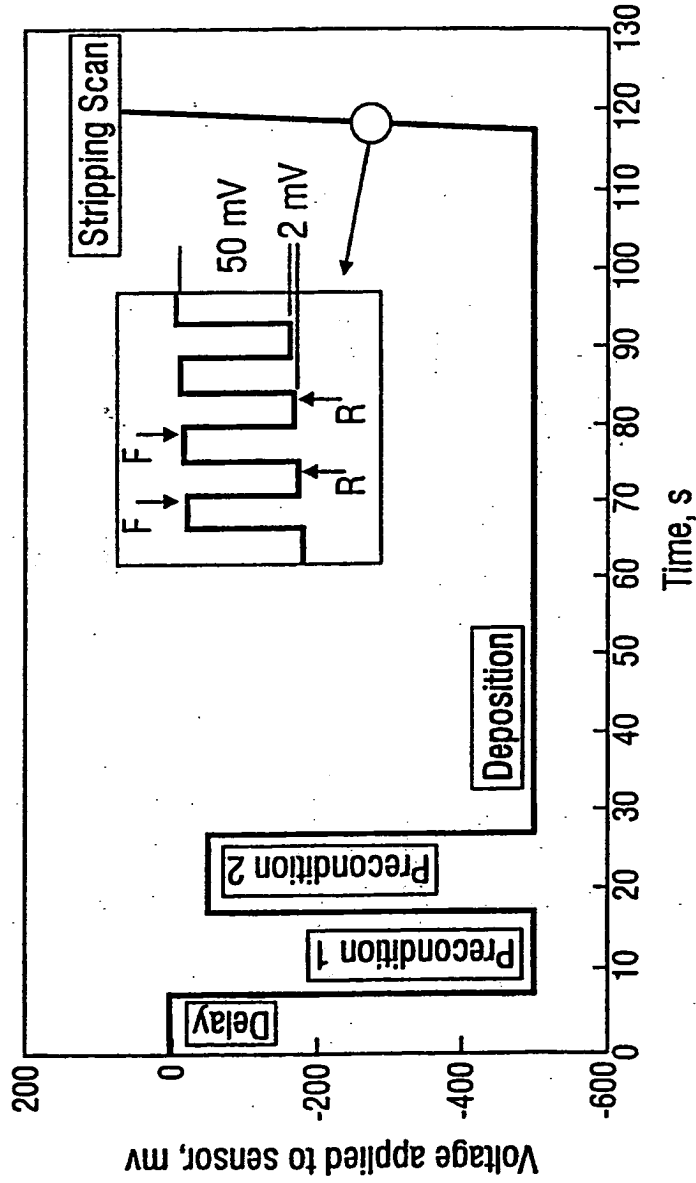 Voltage applied to sensor, mv
200
0
-200
-400
-600
Delay
Precondition 1
Precondition 2
Deposition
Stripping Scan
F
F
R
R
50 mV
2 mV
0
10
20
30
40
50
60
70
80
90
100
110
120
130
Time, s